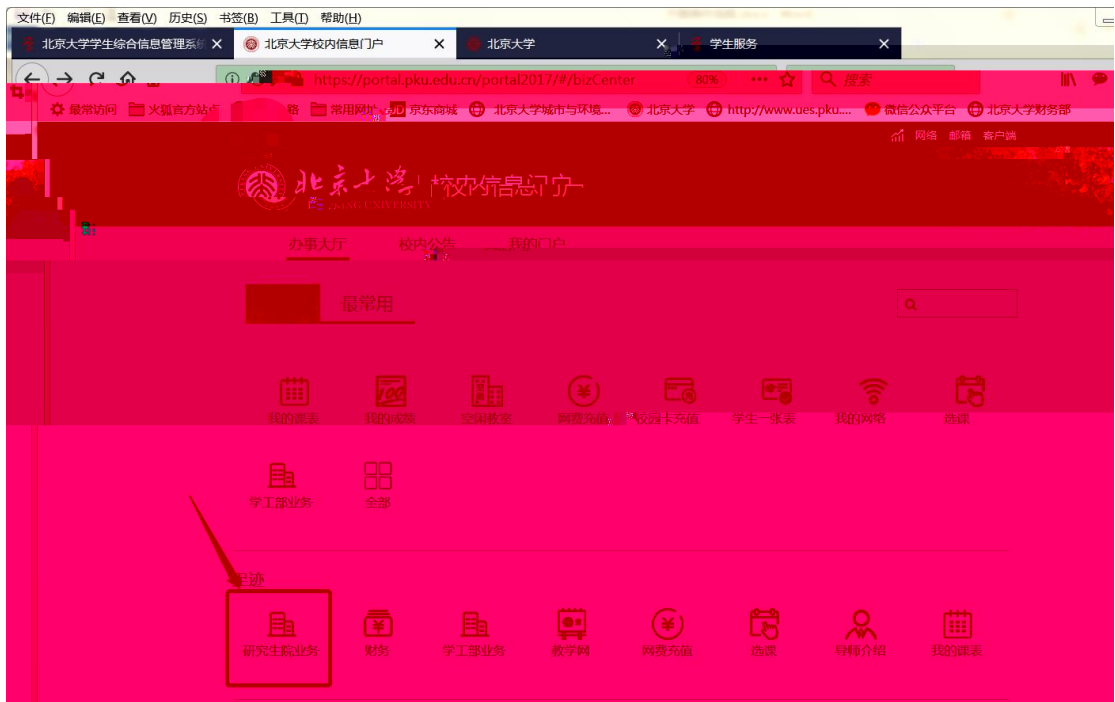 文件(F) 编辑(E) 查看(V) 历史(S) 书签(B) 工具(T) 帮助(H)
北京大学学生综合信息管理系统 北京大学校内信息门户 北京大学 学生服务
https://portal.pku.edu.cn/portal2017/#/bizCenter 80% 搜索
最常访问 火狐官方站点 常用网址 京东商城 北京大学城市与环境... 北京大学 http://www.ues.pku.... 微信公众平台 北京大学财务部
网络 邮箱 客户端
北京大学 校内信息门户
办事大厅 校内公告 我的门户
最常用
我的课表 我的成绩 空闲教室 网费充值 校园卡充值 学生一张表 我的网络 选课
学工部业务 全部
足迹
研究生院业务 财务 学工部业务 教学网 网费充值 选课 导师介绍 我的课表